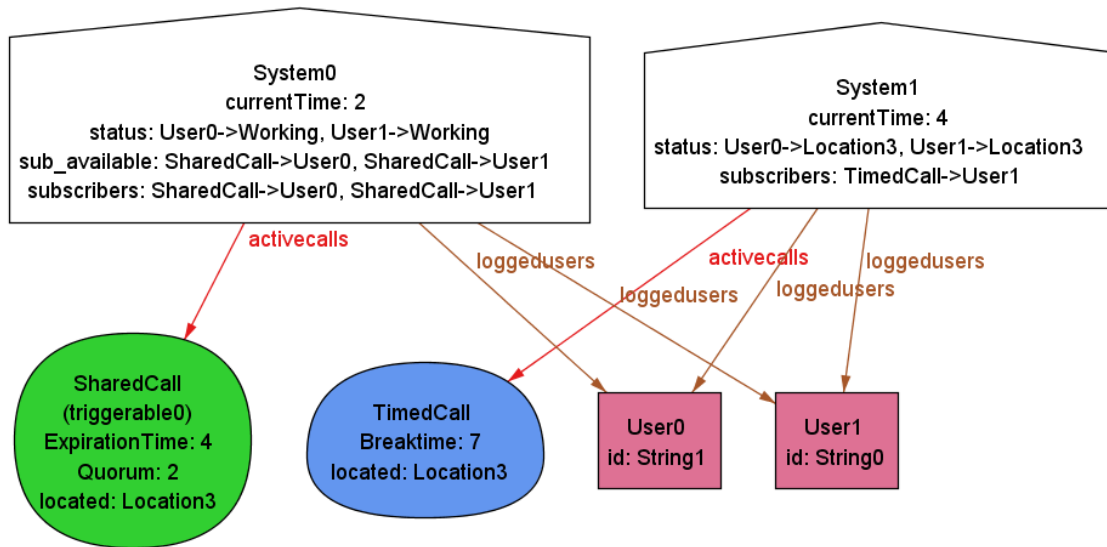 System0
currentTime: 2
status: User0->Working, User1->Working
sub_available: SharedCall->User0, SharedCall->User1
subscribers: SharedCall->User0, SharedCall->User1
System1
currentTime: 4
status: User0->Location3, User1->Location3
subscribers: TimedCall->User1
activecalls
loggedusers
loggedusers
activecalls
loggedusers
loggedusers
SharedCall
(triggerable0)
ExpirationTime: 4
Quorum: 2
located: Location3
TimedCall
Breaktime: 7
located: Location3
User0
id: String1
User1
id: String0